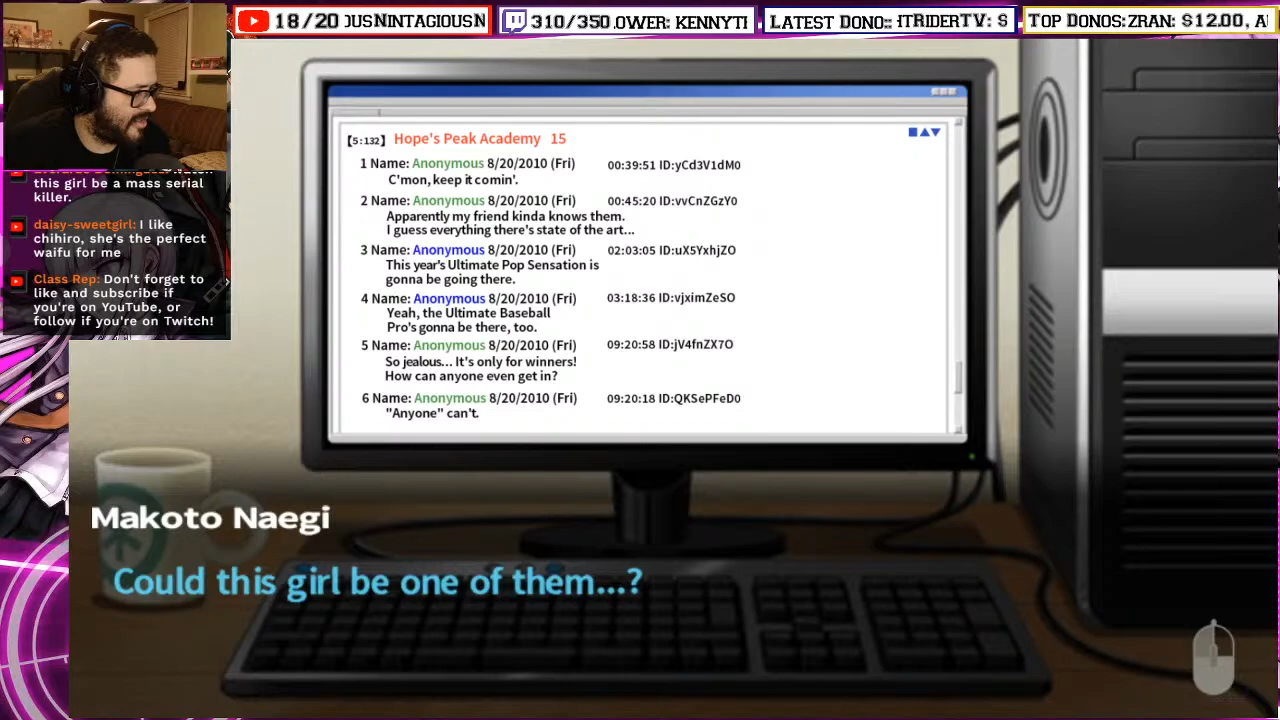 18/20
OUSNINTAGIOUSN
310/350
.OWER: KENNYTI
LATEST DONO::
ITRIDERTV: S
TOP DONOS:
ZRAN: $12.00, A
this girl be a mass serial
killer.
daisy-sweetgirl: I like
chihiro, she's the perfect
waifu for me
Class Rep: Don't forget to
like and subscribe if
you're on YouTube, or
follow if you're on Twitch!
【5:132】 Hope's Peak Academy 15
1 Name: Anonymous 8/20/2010 (Fri) 00:39:51 ID:yCd3V1dM0
C'mon, keep it comin'.
2 Name: Anonymous 8/20/2010 (Fri) 00:45:20 ID:vvCnZGzY0
Apparently my friend kinda knows them.
I guess everything there's state of the art...
3 Name: Anonymous 8/20/2010 (Fri) 02:03:05 ID:uX5YxhjZO
This year's Ultimate Pop Sensation is
gonna be going there.
4 Name: Anonymous 8/20/2010 (Fri) 03:18:36 ID:vjximZeSO
Yeah, the Ultimate Baseball
Pro's gonna be there, too.
5 Name: Anonymous 8/20/2010 (Fri) 09:20:58 ID:jV4fnZX7O
So jealous... It's only for winners!
How can anyone even get in?
6 Name: Anonymous 8/20/2010 (Fri) 09:20:18 ID:QKSePFeD0
"Anyone" can't.
Makoto Naegi
Could this girl be one of them...?